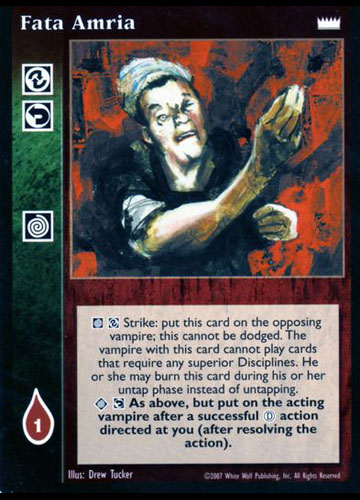 Fata Amria
Strike: put this card on the opposing
vampire; this cannot be dodged. The
vampire with this card cannot play cards
that require any superior Disciplines. He
or she may burn this card during his or her
untap phase instead of untapping.
As above, but put on the acting
vampire after a successful Ⓓ action
directed at you (after resolving the
action).
1
Illus: Drew Tucker
©2007 White Wolf Publishing, Inc. All Rights Reserved